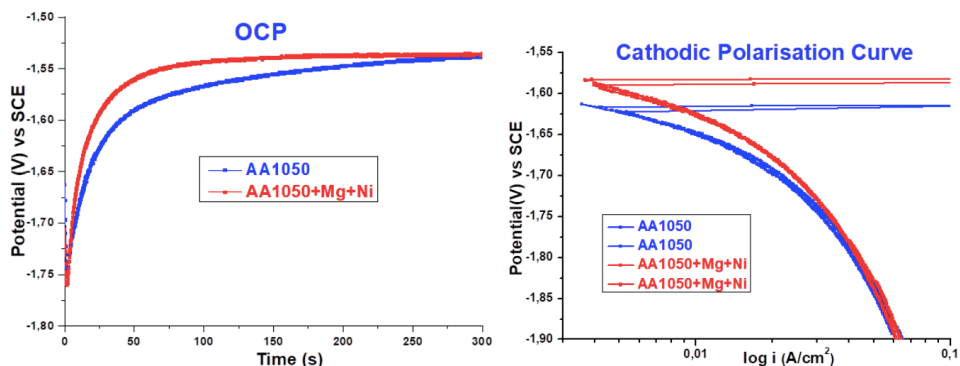 OCP
-1,50
-1,55
-1,60
-1,65
-1,70
-1,75
-1,80
Potential (V) vs SCE
AA1050
AA1050+Mg+Ni
0 50 100 150 200 250 300
Time (s)
Cathodic Polarisation Curve
-1,55
-1,60
-1,65
-1,70
-1,75
-1,80
-1,85
-1,90
Potential(V) vs SCE
AA1050
AA1050
AA1050+Mg+Ni
AA1050+Mg+Ni
0,01 0,1
log i (A/cm²)